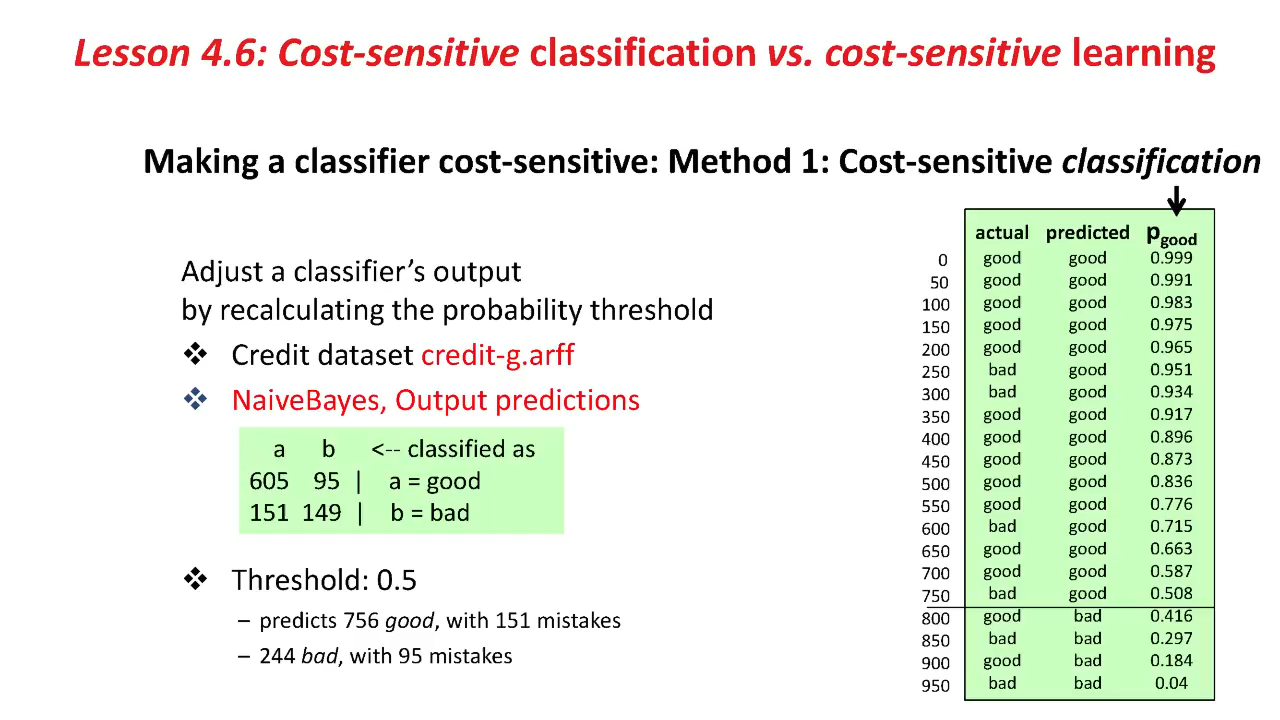 Lesson 4.6: Cost-sensitive classification vs. cost-sensitive learning
Making a classifier cost-sensitive: Method 1: Cost-sensitive classification
Adjust a classifier’s output
by recalculating the probability threshold
❖ Credit dataset credit-g.arff
❖ NaiveBayes, Output predictions
a b <-- classified as
605 95 | a = good
151 149 | b = bad
❖ Threshold: 0.5
– predicts 756 good, with 151 mistakes
– 244 bad, with 95 mistakes
actual predicted pgood
0 good good 0.999
50 good good 0.991
100 good good 0.983
150 good good 0.975
200 good good 0.965
250 bad good 0.951
300 bad good 0.934
350 good good 0.917
400 good good 0.896
450 good good 0.873
500 good good 0.836
550 good good 0.776
600 bad good 0.715
650 good good 0.663
700 good good 0.587
750 bad good 0.508
800 good bad 0.416
850 bad bad 0.297
900 good bad 0.184
950 bad bad 0.04